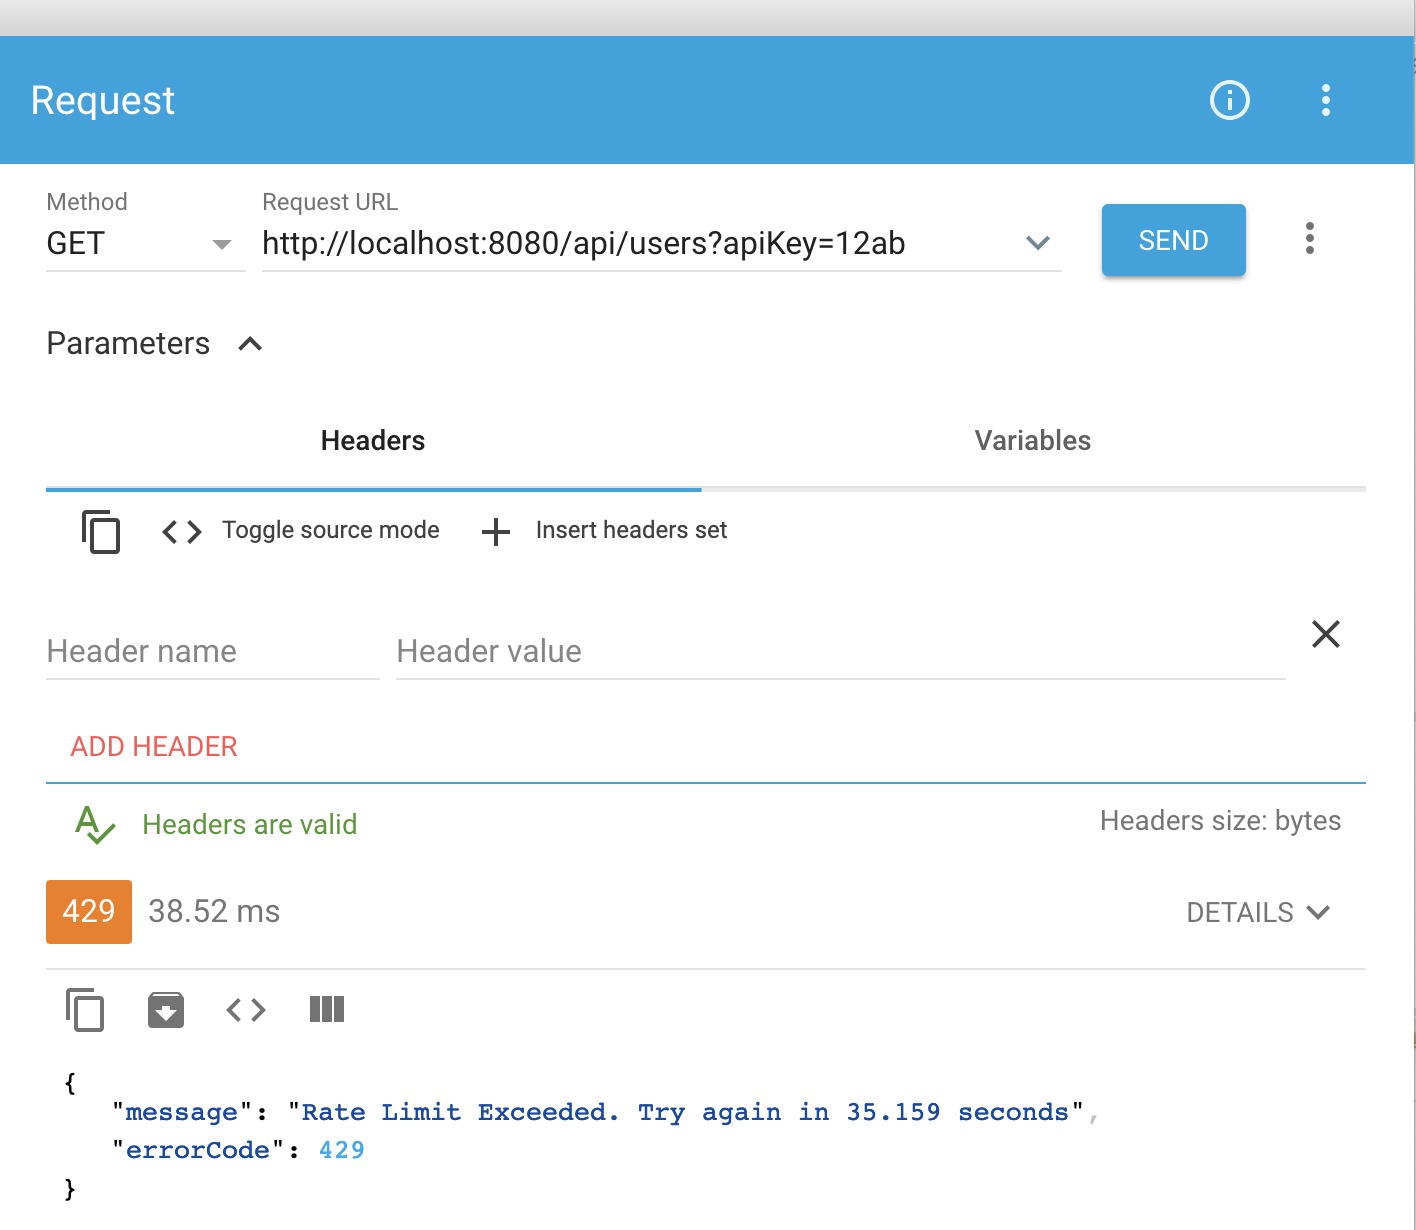 Request
Method
Request URL
GET
http://localhost:8080/api/users?apiKey=12ab
SEND
Parameters
Headers
Variables
Toggle source mode
Insert headers set
Header name
Header value
ADD HEADER
Headers are valid
Headers size: bytes
429
38.52 ms
DETAILS
{
"message": "Rate Limit Exceeded. Try again in 35.159 seconds",
"errorCode": 429
}